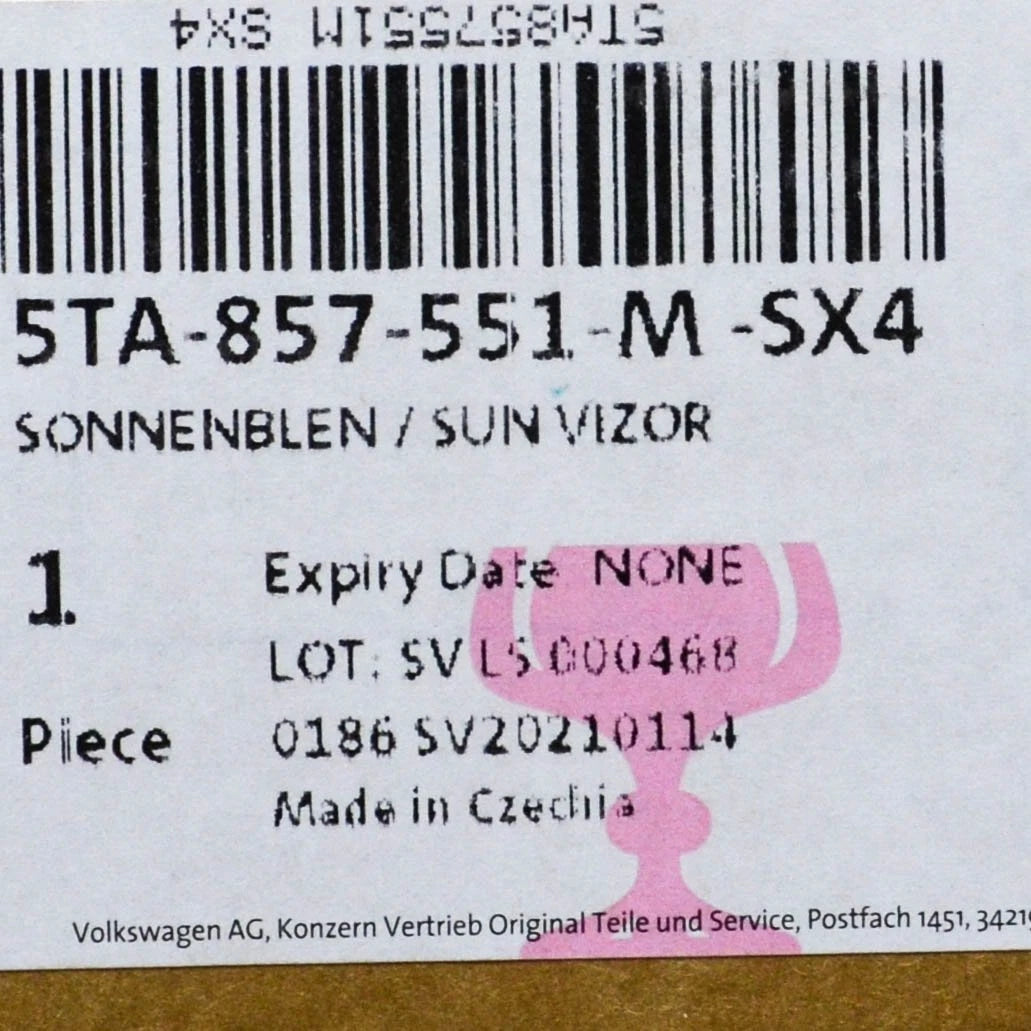 5TA857551M SX4
5TA-857-551-M -SX4
SONNENBLEN / SUN VIZOR
1
Expiry Date NONE
LOT: SV LS 000468
Piece
0186 SV20210114
Made in Czechia
Volkswagen AG, Konzern Vertrieb Original Teile und Service, Postfach 1451,